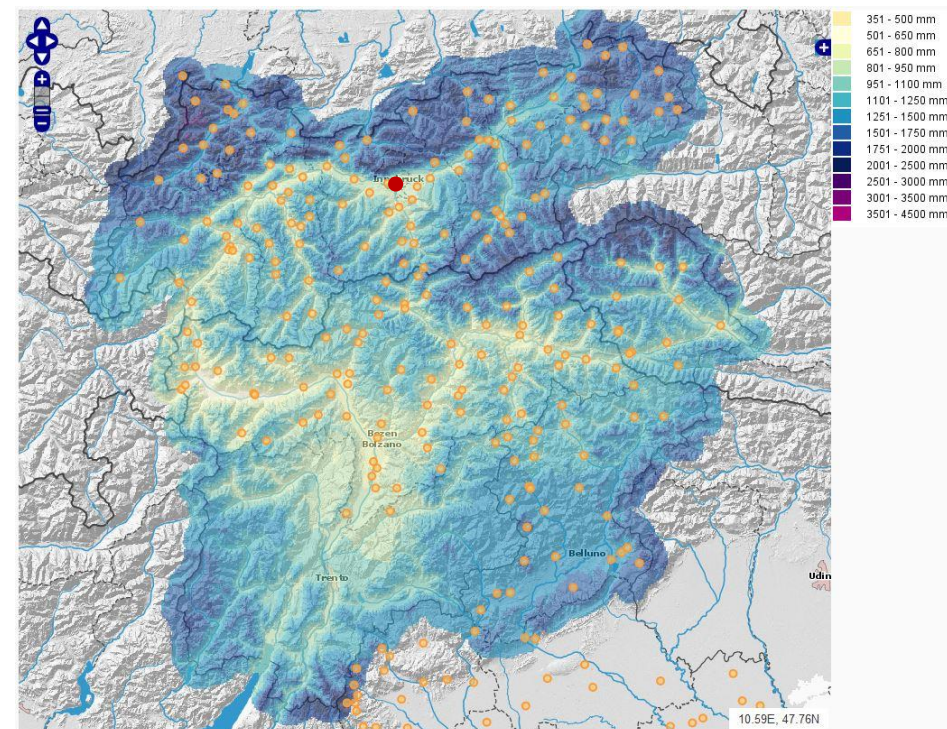 351 - 500 mm
501 - 650 mm
651 - 800 mm
801 - 950 mm
951 - 1100 mm
1101 - 1250 mm
1251 - 1500 mm
1501 - 1750 mm
1751 - 2000 mm
2001 - 2500 mm
2501 - 3000 mm
3001 - 3500 mm
3501 - 4500 mm
Bozen
Bolzano
Belluno
Trento
Udin
10.59E, 47.76N